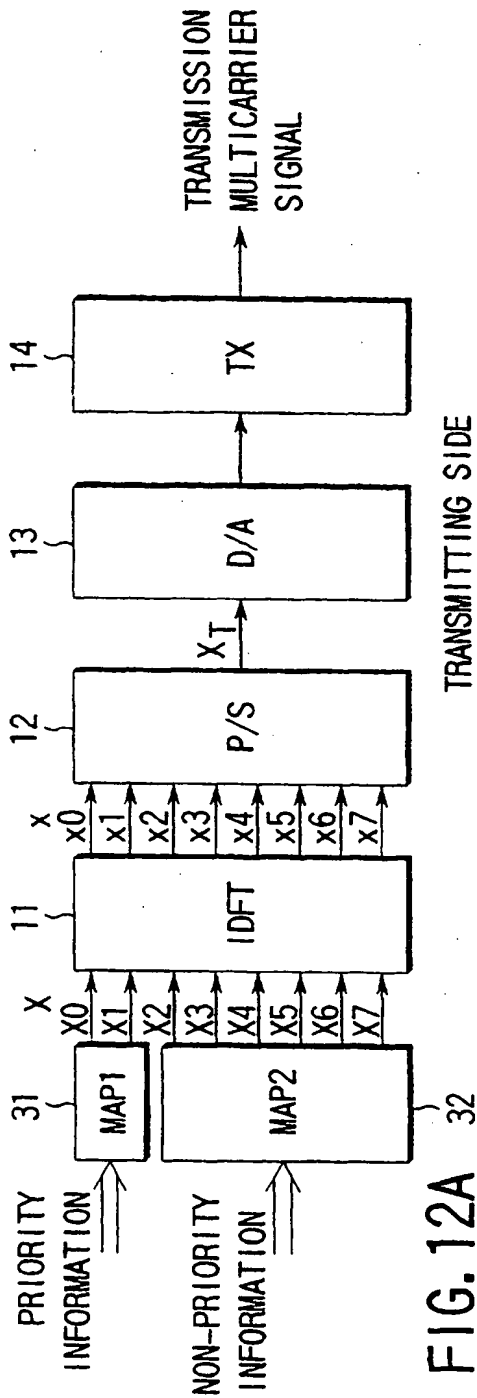 PRIORITY
INFORMATION
NON-PRIORITY
INFORMATION
31
MAP1
MAP2
32
X
X0
X1
X2
X3
X4
X5
X6
X7
11
IDFT
x
x0
x1
x2
x3
x4
x5
x6
x7
12
P/S
XT
13
D/A
14
TX
TRANSMISSION
MULTICARRIER
SIGNAL
TRANSMITTING SIDE
FIG. 12A